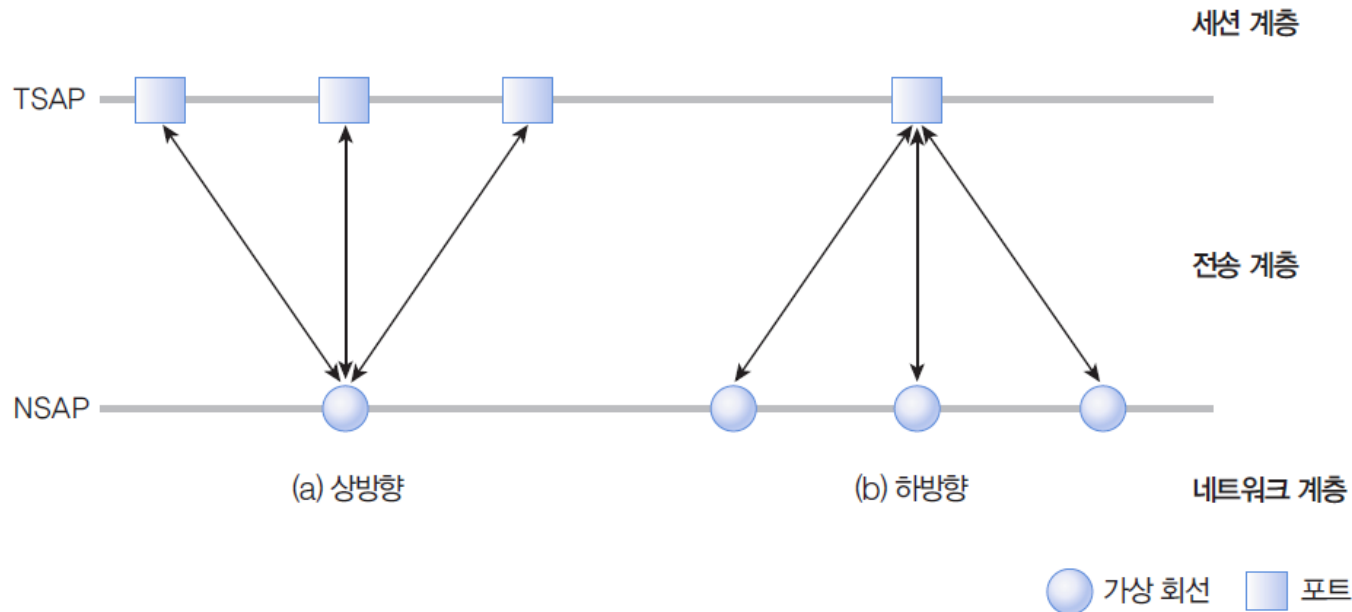 세션 계층
TSAP
전송 계층
NSAP
(a) 상방향
(b) 하방향
네트워크 계층
가상 회선
포트